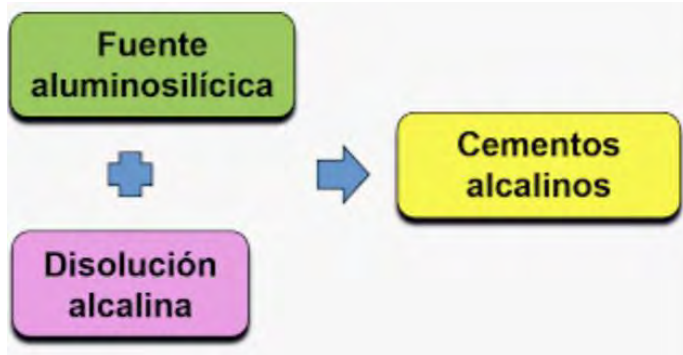 Fuente
aluminosilícica
Disolución
alcalina
Cementos
alcalinos